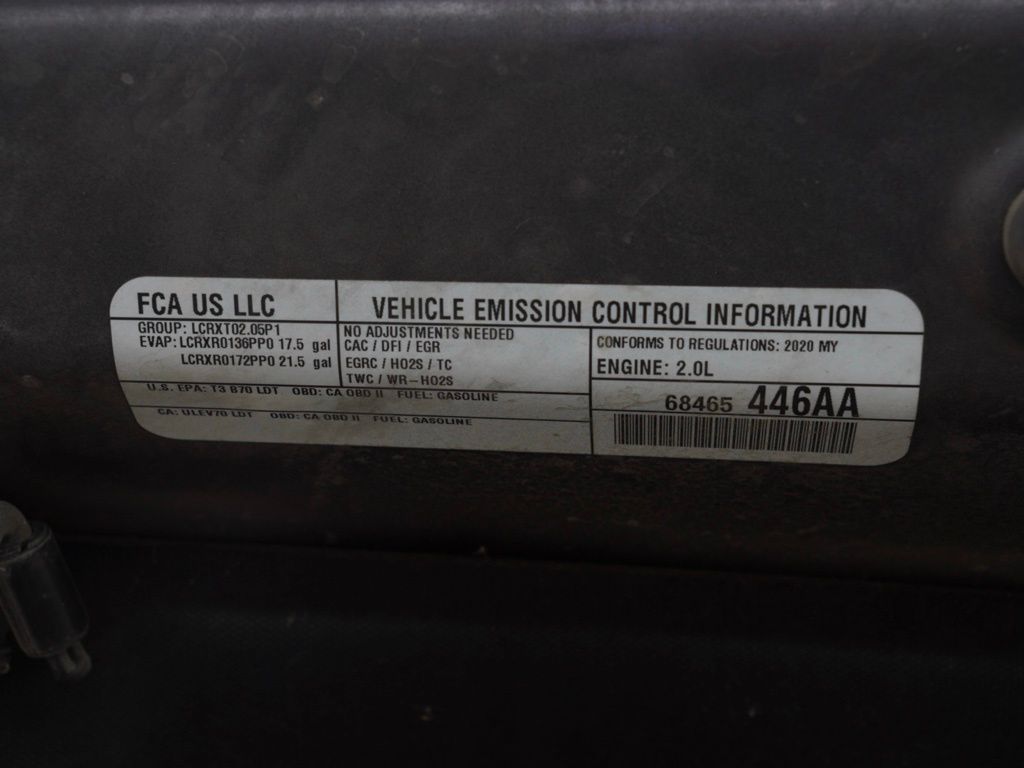 FCA US LLC
VEHICLE EMISSION CONTROL INFORMATION
GROUP: LCRXT02.05P1
EVAP: LCRXR0136PP0 17.5 gal
LCRXR0172PP0 21.5 gal
NO ADJUSTMENTS NEEDED
CAC / DFI / EGR
EGRC / HO2S / TC
TWC / WR-HO2S
CONFORMS TO REGULATIONS: 2020 MY
ENGINE: 2.0L
U.S. EPA: T3 B70 LDT OBD: CA OBD II FUEL: GASOLINE
CA: ULEV70 LDT OBD: CA OBD II FUEL: GASOLINE
68465 446AA